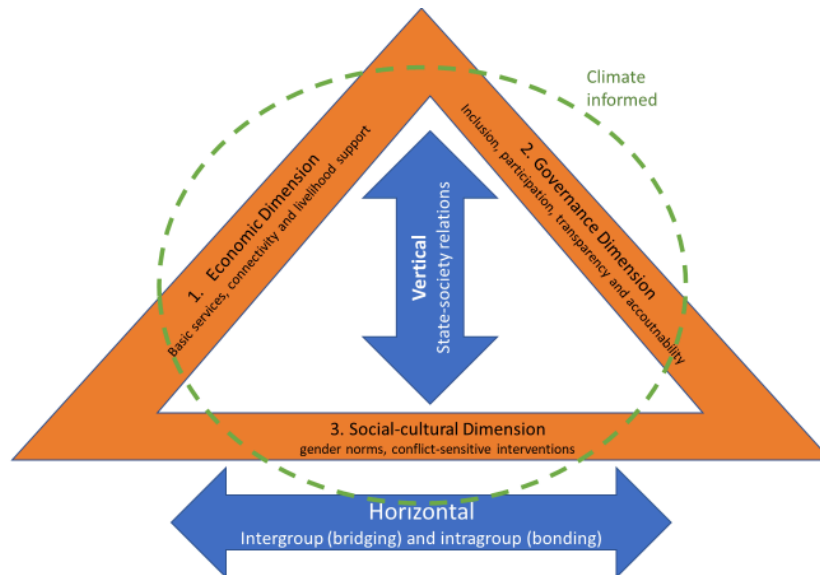 Climate
informed
1. Economic Dimension
Basic services, connectivity and livelihood support
2. Governance Dimension
Inclusion, participation, transparency and accoutnability
Vertical
State-society relations
3. Social-cultural Dimension
gender norms, conflict-sensitive interventions
Horizontal
Intergroup (bridging) and intragroup (bonding)